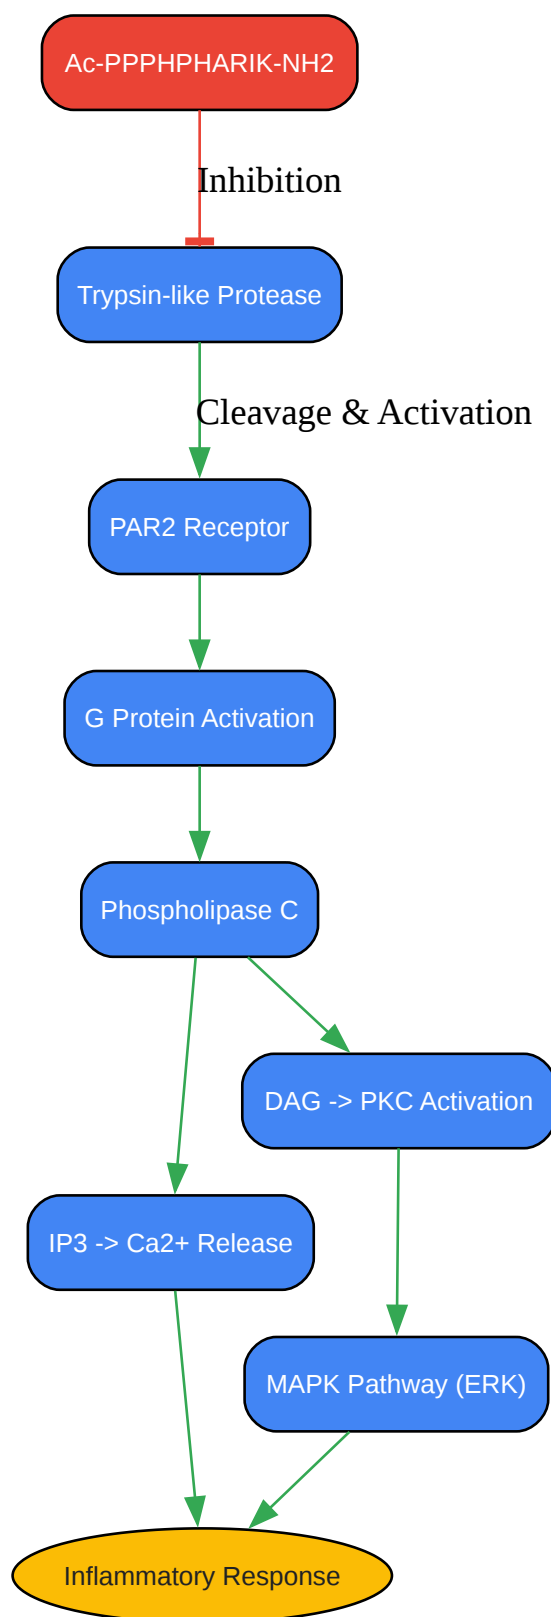 Ac-PPPHPHARIK-NH2
Inhibition
Trypsin-like Protease
Cleavage & Activation
PAR2 Receptor
G Protein Activation
Phospholipase C
DAG -> PKC Activation
IP3 -> Ca2+ Release
MAPK Pathway (ERK)
Inflammatory Response